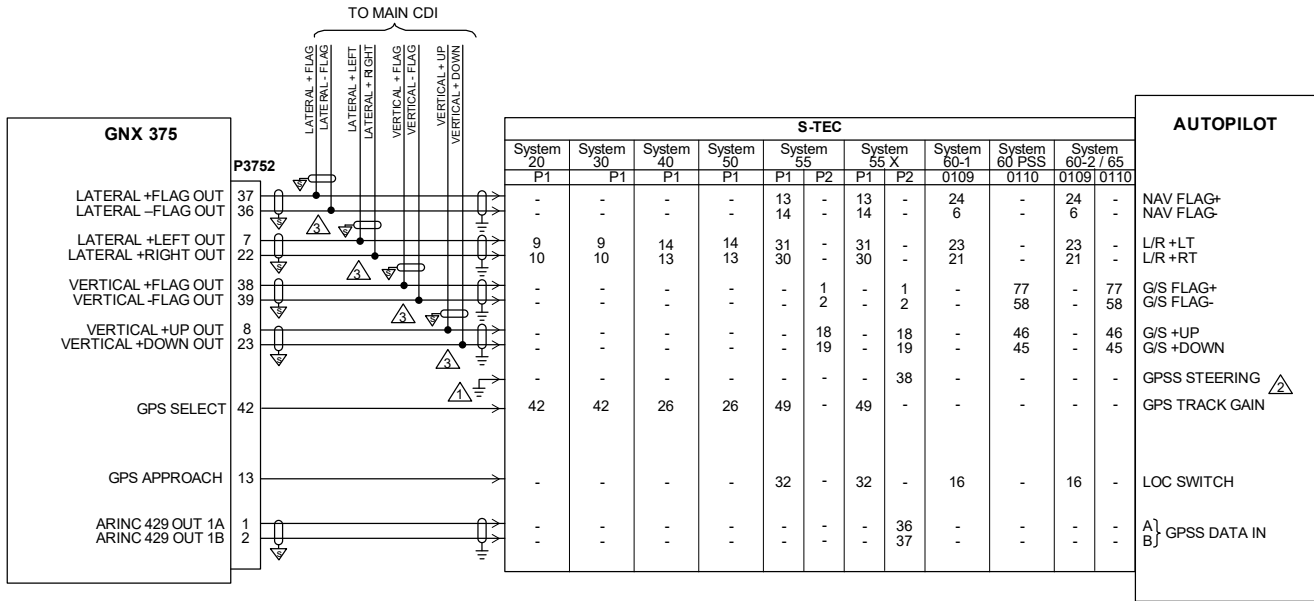 TO MAIN CDI
LATERAL + FLAG
LATERAL - FLAG
LATERAL + LEFT
LATERAL + RIGHT
VERTICAL + FLAG
VERTICAL - FLAG
VERTICAL + UP
VERTICAL + DOWN
GNX 375
P3752
S-TEC
AUTOPILOT
System 20 System 30 System 40 System 50 System 55 System 55 X System 60-1 System 60 PSS System 60-2 / 65
P1 P1 P1 P1 P1 P2 P1 P2 0109 0110 0109 0110
LATERAL +FLAG OUT 37 - - - - 13 - 13 - 24 - 24 - NAV FLAG+
LATERAL –FLAG OUT 36 - - - - 14 - 14 - 6 - 6 - NAV FLAG-
LATERAL +LEFT OUT 7 9 9 14 14 31 - 31 - 23 - 23 - L/R +LT
LATERAL +RIGHT OUT 22 10 10 13 13 30 - 30 - 21 - 21 - L/R +RT
VERTICAL +FLAG OUT 38 - - - - - 1 - 1 - 77 - 77 G/S FLAG+
VERTICAL -FLAG OUT 39 - - - - - 2 - 2 - 58 - 58 G/S FLAG-
VERTICAL +UP OUT 8 - - - - - 18 - 18 - 46 - 46 G/S +UP
VERTICAL +DOWN OUT 23 - - - - - 19 - 19 - 45 - 45 G/S +DOWN
3
3
3
3
1 - - - - - - - 38 - - - - GPSS STEERING 2
GPS SELECT 42 42 42 26 26 49 - 49 - - - - - GPS TRACK GAIN
GPS APPROACH 13 - - - - 32 - 32 - 16 - 16 - LOC SWITCH
ARINC 429 OUT 1A 1 - - - - - - - 36 - - - - A
ARINC 429 OUT 1B 2 - - - - - - - 37 - - - - B
GPSS DATA IN
S
S
S
S
S
S
S
S
S